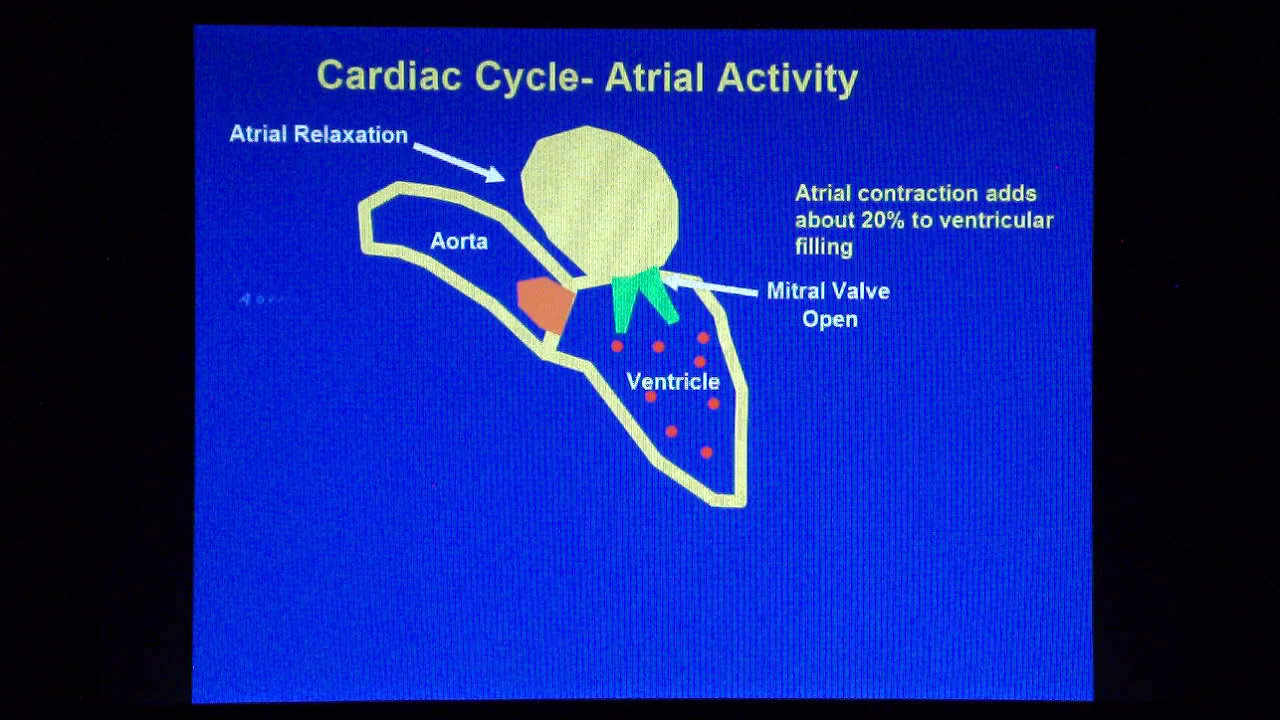 Cardiac Cycle- Atrial Activity
Atrial Relaxation
Atrial contraction adds
about 20% to ventricular
filling
Aorta
Mitral Valve
Open
Ventricle